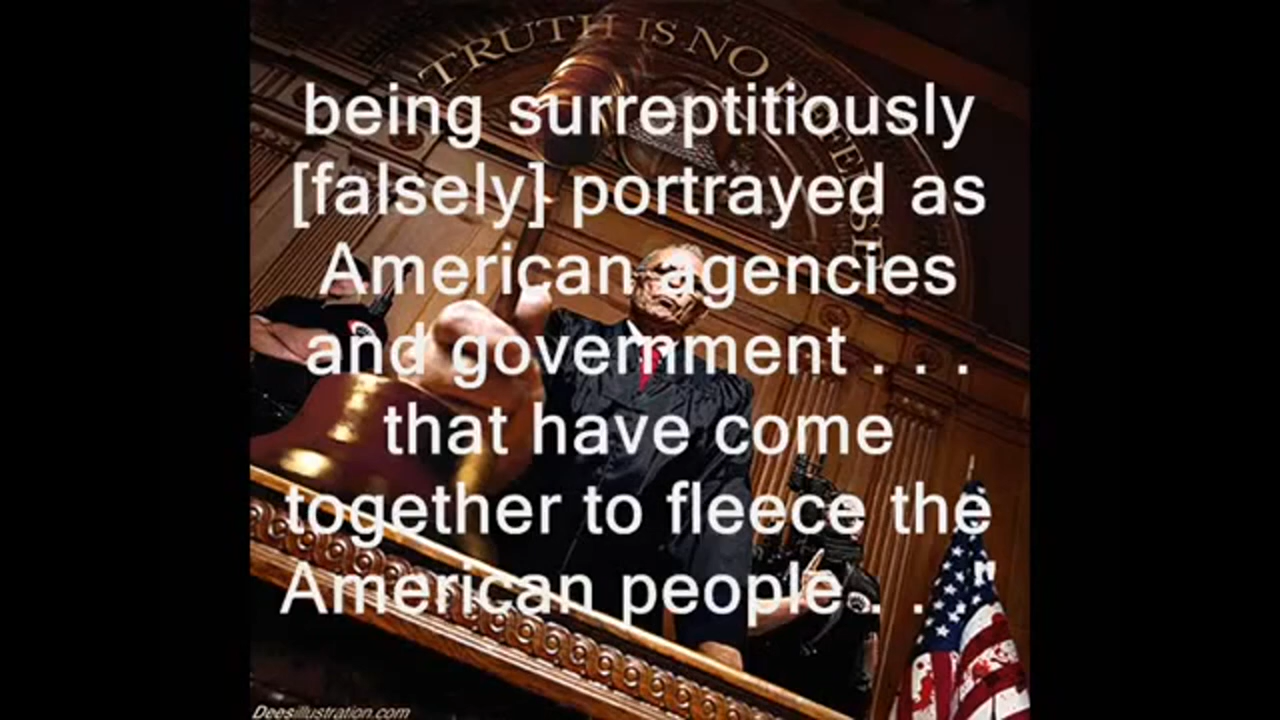 TRUTH IS NO DEFENSE
being surreptitiously
[falsely] portrayed as
American agencies
and government . . .
that have come
together to fleece the
American people . . ."
Deesillustration.com